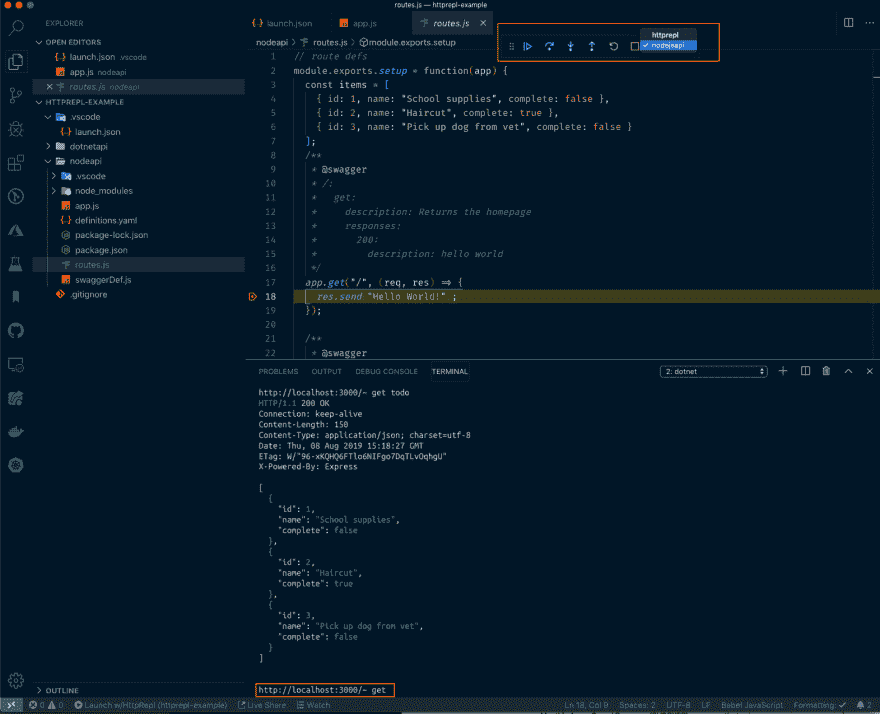 routes.js — httprepl-example
EXPLORER
OPEN EDITORS
launch.json .vscode
app.js nodeapi
routes.js nodeapi
HTTPREPL-EXAMPLE
.vscode
launch.json
dotnetapi
nodeapi
.vscode
node_modules
app.js
definitions.yaml
package-lock.json
package.json
routes.js
swaggerDef.js
.gitignore
OUTLINE
launch.json
app.js
routes.js
nodeapi > routes.js > module.exports.setup
httprepl
nodejeapi
1 // route defs
2 module.exports.setup = function(app) {
3 const items = [
4 { id: 1, name: "School supplies", complete: false },
5 { id: 2, name: "Haircut", complete: true },
6 { id: 3, name: "Pick up dog from vet", complete: false }
7 ];
8 /**
9 * @swagger
10 * /:
11 * get:
12 * description: Returns the homepage
13 * responses:
14 * 200:
15 * description: hello world
16 */
17 app.get("/", (req, res) => {
18 res.send "Hello World!" ;
19 });
20
21 /**
22 * @swagger
PROBLEMS OUTPUT DEBUG CONSOLE TERMINAL
2: dotnet
http://localhost:3000/~ get todo
HTTP/1.1 200 OK
Connection: keep-alive
Content-Length: 150
Content-Type: application/json; charset=utf-8
Date: Thu, 08 Aug 2019 15:18:27 GMT
ETag: W/"96-xKQHQ6FTlo6NIFgo7DqTLvOqhgU"
X-Powered-By: Express
[
{
"id": 1,
"name": "School supplies",
"complete": false
},
{
"id": 2,
"name": "Haircut",
"complete": true
},
{
"id": 3,
"name": "Pick up dog from vet",
"complete": false
}
]
http://localhost:3000/~ get
0 0 Launch w/HttpRepl (httprepl-example) Live Share Watch Ln 18, Col 9 Spaces: 2 UTF-8 LF Babel JavaScript Formatting: ✓ 2